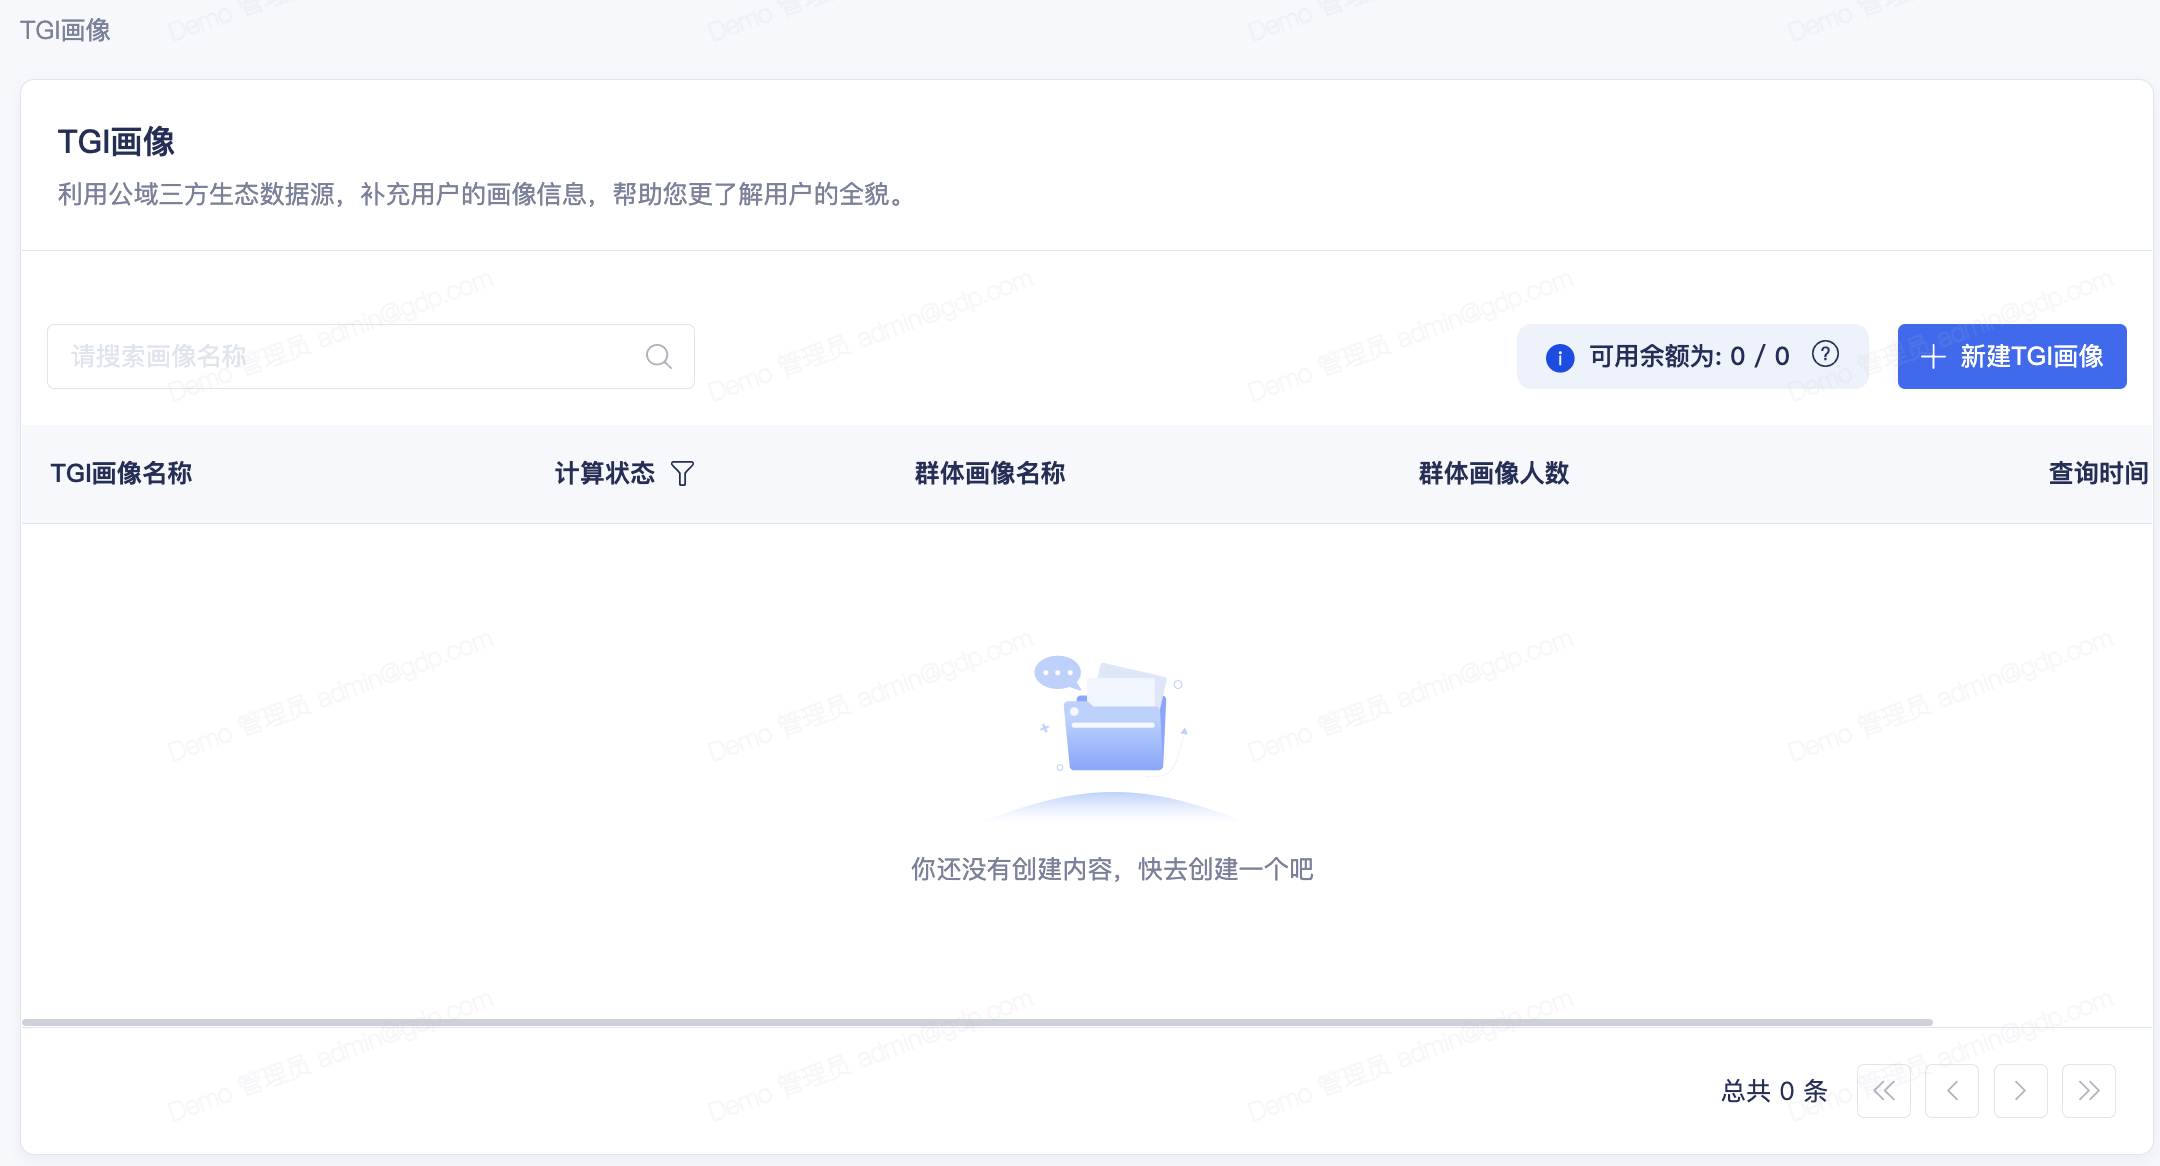 TGI画像
TGI画像
利用公域三方生态数据源，补充用户的画像信息，帮助您更了解用户的全貌。
请搜索画像名称
可用余额为: 0 / 0
新建TGI画像
TGI画像名称 计算状态 群体画像名称 群体画像人数 查询时间
你还没有创建内容，快去创建一个吧
总共 0 条
Demo 管理员 admin@gdp.com